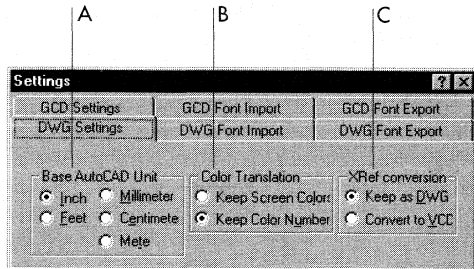 A B C
Settings ? X
GCD Settings GCD Font Import GCD Font Export
DWG Settings DWG Font Import DWG Font Export
Base AutoCAD Unit Color Translation XRef conversion
Inch Millimeter Keep Screen Colors Keep as DWG
Feet Centimete Keep Color Number Convert to VCD
Mete